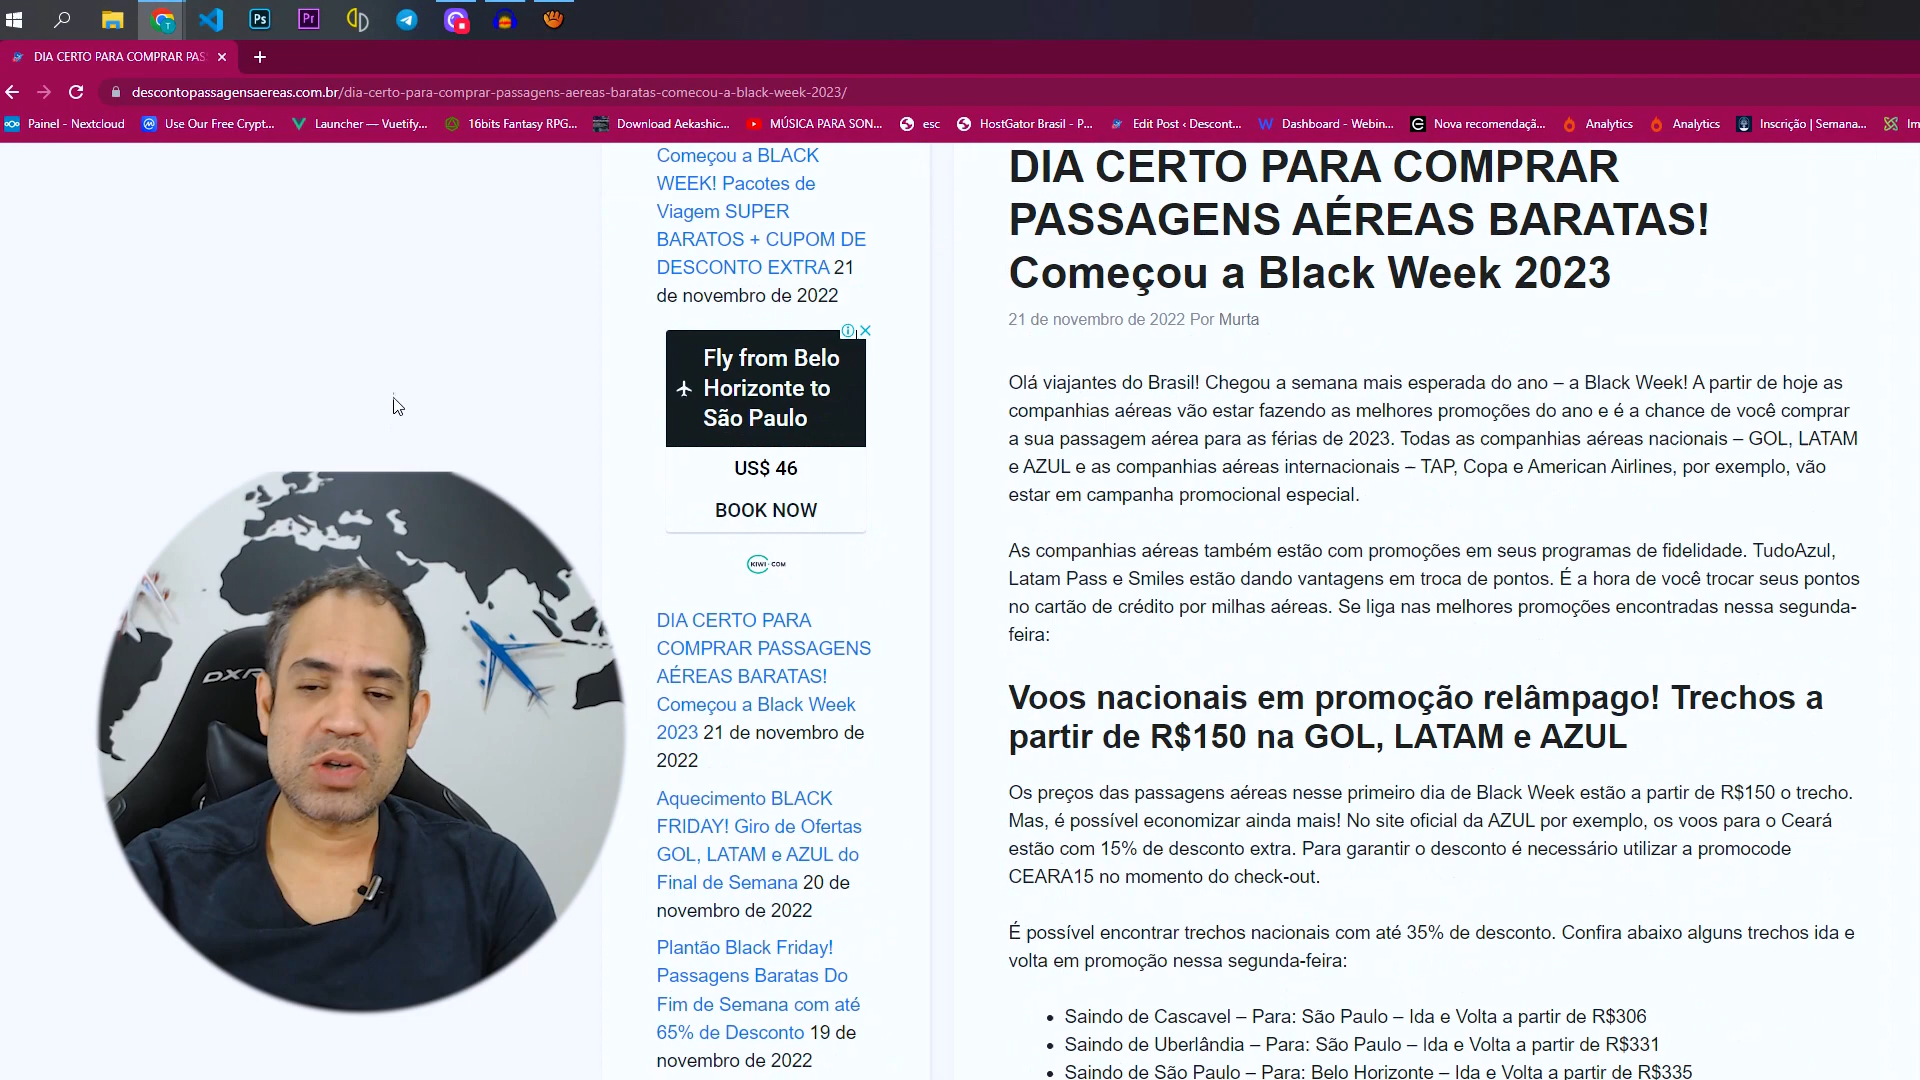 Ps
Pr
DIA CERTO PARA COMPRAR PAS
descontopassagensaereas.com.br/dia-certo-para-comprar-passagens-aereas-baratas-comecou-a-black-week-2023/
Painel - Nextcloud
Use Our Free Crypt...
Launcher — Vuetify...
16bits Fantasy RPG...
Download Aekashic...
MÚSICA PARA SON...
esc
HostGator Brasil - P...
Edit Post ‹ Descont...
Dashboard - Webin...
Nova recomendaçã...
Analytics
Analytics
Inscrição | Semana...
Im
Começou a BLACK
WEEK! Pacotes de
Viagem SUPER
BARATOS + CUPOM DE
DESCONTO EXTRA 21
de novembro de 2022
Fly from Belo
Horizonte to
São Paulo
US$ 46
BOOK NOW
KIWI.COM
DIA CERTO PARA
COMPRAR PASSAGENS
AÉREAS BARATAS!
Começou a Black Week
2023 21 de novembro de
2022
Aquecimento BLACK
FRIDAY! Giro de Ofertas
GOL, LATAM e AZUL do
Final de Semana 20 de
novembro de 2022
Plantão Black Friday!
Passagens Baratas Do
Fim de Semana com até
65% de Desconto 19 de
novembro de 2022
DXR
DIA CERTO PARA COMPRAR
PASSAGENS AÉREAS BARATAS!
Começou a Black Week 2023
21 de novembro de 2022 Por Murta
Olá viajantes do Brasil! Chegou a semana mais esperada do ano – a Black Week! A partir de hoje as
companhias aéreas vão estar fazendo as melhores promoções do ano e é a chance de você comprar
a sua passagem aérea para as férias de 2023. Todas as companhias aéreas nacionais – GOL, LATAM
e AZUL e as companhias aéreas internacionais – TAP, Copa e American Airlines, por exemplo, vão
estar em campanha promocional especial.
As companhias aéreas também estão com promoções em seus programas de fidelidade. TudoAzul,
Latam Pass e Smiles estão dando vantagens em troca de pontos. É a hora de você trocar seus pontos
no cartão de crédito por milhas aéreas. Se liga nas melhores promoções encontradas nessa segunda-
feira:
Voos nacionais em promoção relâmpago! Trechos a
partir de R$150 na GOL, LATAM e AZUL
Os preços das passagens aéreas nesse primeiro dia de Black Week estão a partir de R$150 o trecho.
Mas, é possível economizar ainda mais! No site oficial da AZUL por exemplo, os voos para o Ceará
estão com 15% de desconto extra. Para garantir o desconto é necessário utilizar a promocode
CEARA15 no momento do check-out.
É possível encontrar trechos nacionais com até 35% de desconto. Confira abaixo alguns trechos ida e
volta em promoção nessa segunda-feira:
• Saindo de Cascavel – Para: São Paulo – Ida e Volta a partir de R$306
• Saindo de Uberlândia – Para: São Paulo – Ida e Volta a partir de R$331
• Saindo de São Paulo – Para: Belo Horizonte – Ida e Volta a partir de R$335